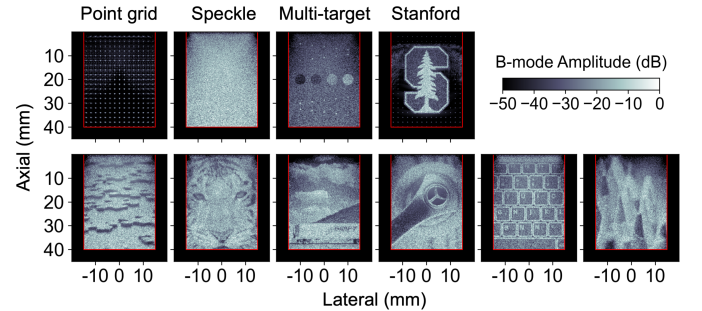 Point grid Speckle Multi-target Stanford
10
20
30
40
Axial (mm)
B-mode Amplitude (dB)
−50 −40 −30 −20 −10 0
10
20
30
40
-10 0 10 -10 0 10 -10 0 10 -10 0 10 -10 0 10 -10 0 10
Lateral (mm)